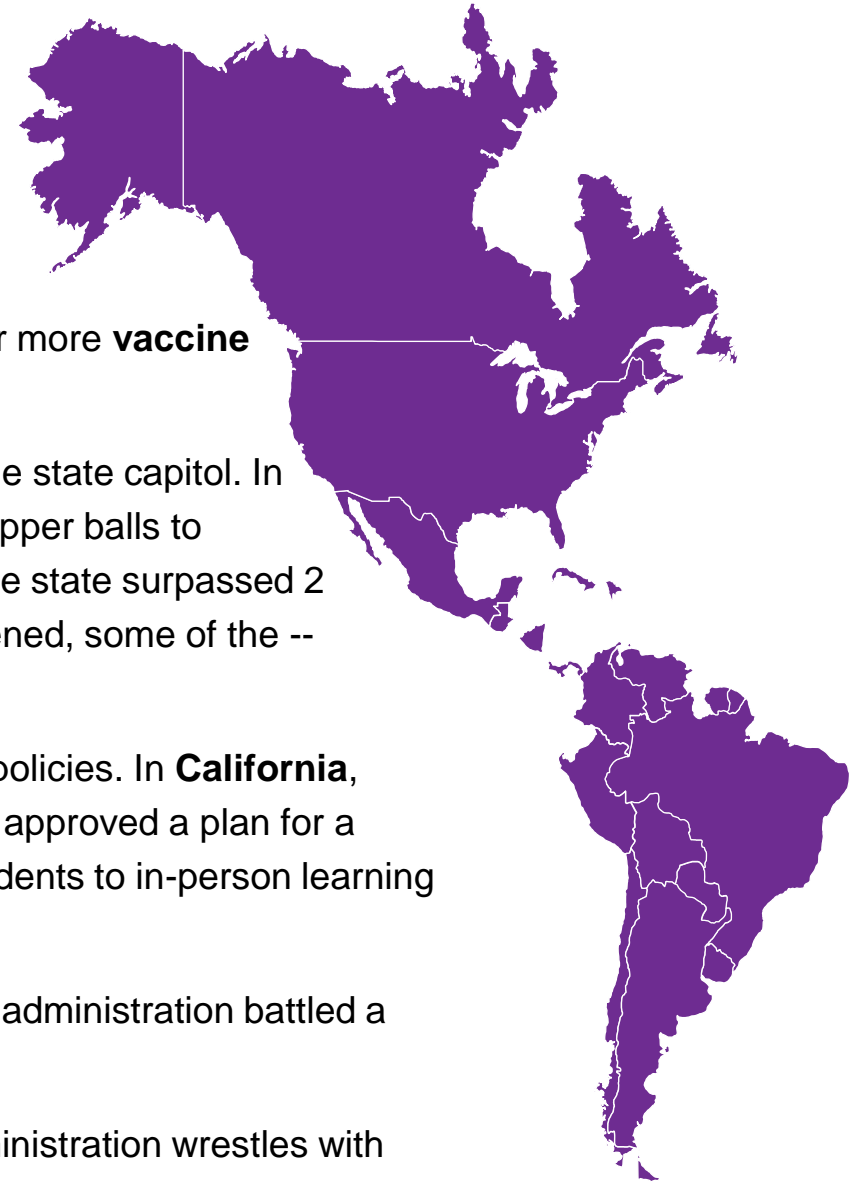 r more vaccine
e state capitol. In
pper balls to
e state surpassed 2
ened, some of the --
policies. In California,
approved a plan for a
dents to in-person learning
administration battled a
ninistration wrestles with